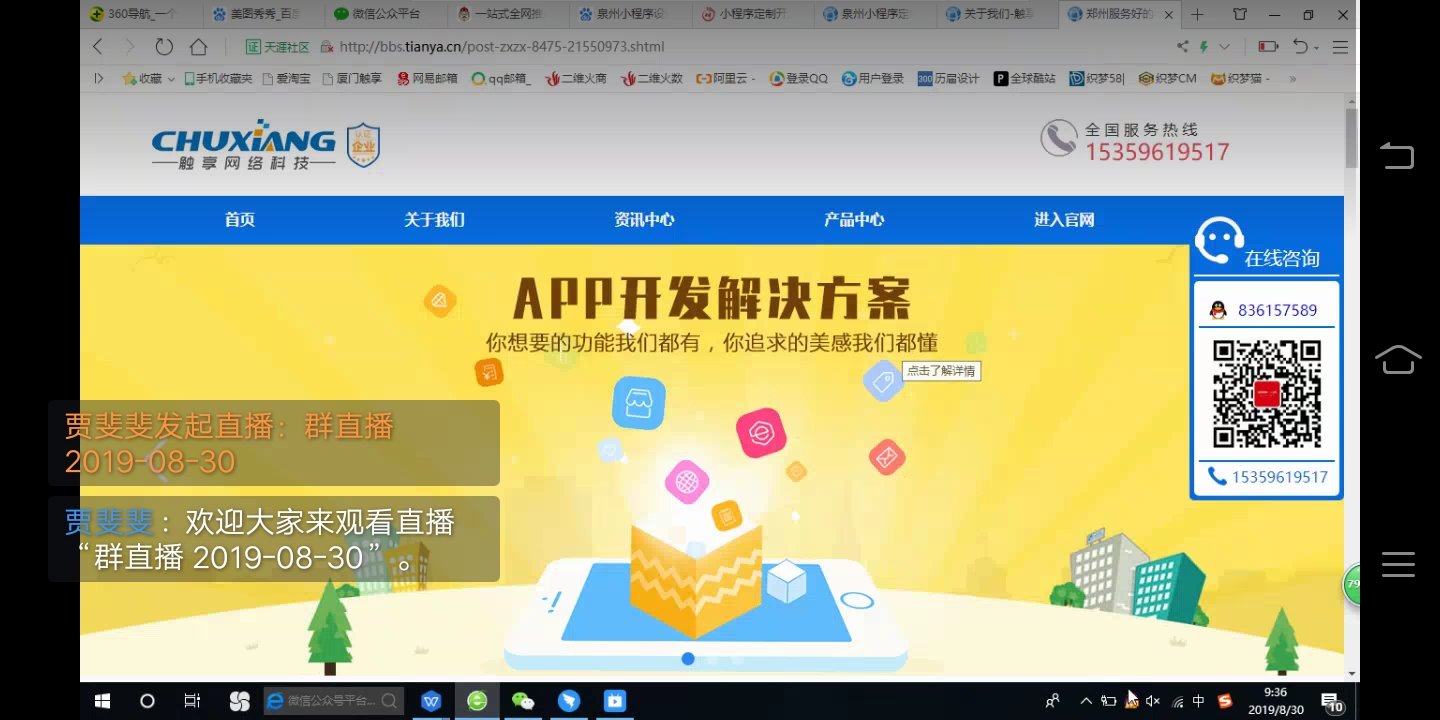 360导航_一个
美图秀秀_百度
微信公众平台
一站式全网推
泉州小程序设
小程序定制开
泉州小程序定
关于我们-触享
郑州服务好的
证 天涯社区
http://bbs.tianya.cn/post-zxzx-8475-21550973.shtml
收藏
手机收藏夹
爱淘宝
厦门触享
网易邮箱
qq邮箱_
二维火商
二维火数
阿里云 -
登录QQ
用户登录
历届设计
全球酷站
织梦58|
织梦CM
织梦猫 -
CHUXIANG
触享网络科技
认证
企业
全国服务热线
15359619517
首页
关于我们
资讯中心
产品中心
进入官网
在线咨询
836157589
15359619517
APP开发解决方案
你想要的功能我们都有，你追求的美感我们都懂
点击了解详情
贾斐斐发起直播：群直播
2019-08-30
贾斐斐：欢迎大家来观看直播
“群直播 2019-08-30”。
79
微信公众号平台...
中
9:36
2019/8/30
10